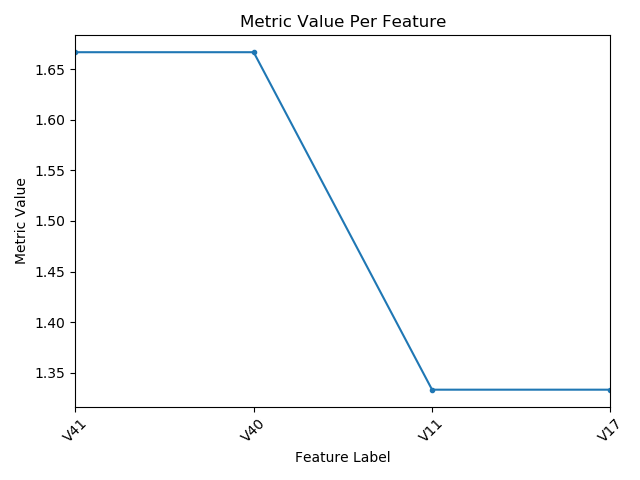 Metric Value Per Feature
1.65
1.60
1.55
1.50
1.45
1.40
1.35
Metric Value
V41
V40
V11
V17
Feature Label